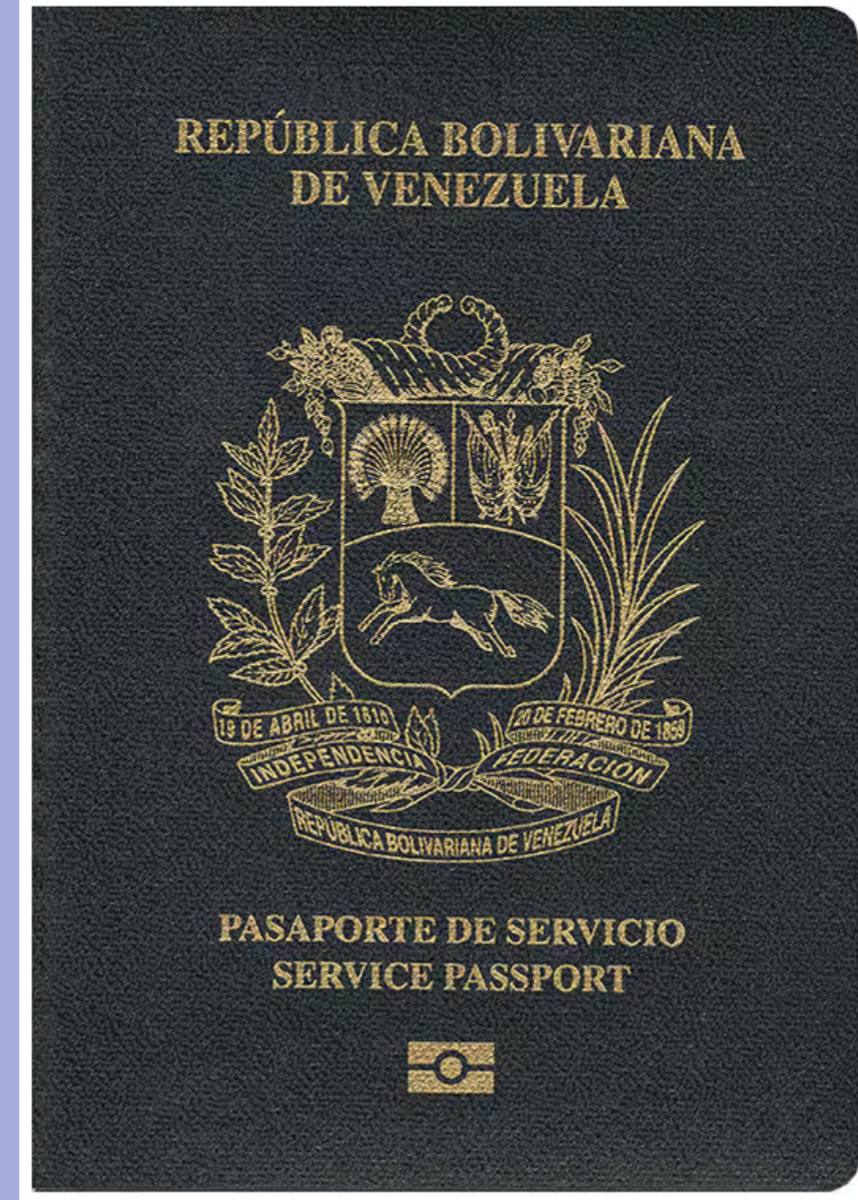 REPÚBLICA BOLIVARIANA
DE VENEZUELA
19 DE ABRIL DE 1810
20 DE FEBRERO DE 1859
INDEPENDENCIA
FEDERACIÓN
REPÚBLICA BOLIVARIANA DE VENEZUELA
PASAPORTE DE SERVICIO
SERVICE PASSPORT